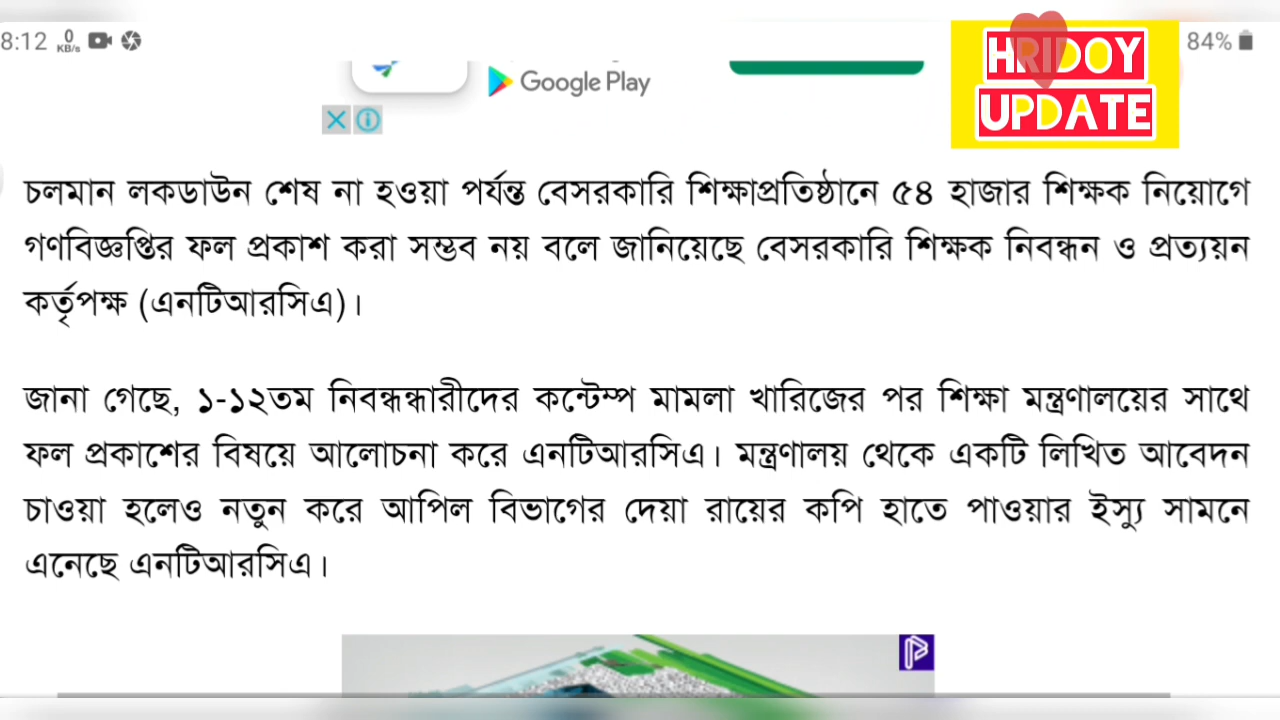 8:12 0 KB/s 84%
HRIDOY
UPDATE
Google Play
চলমান লকডাউন শেষ না হওয়া পর্যন্ত বেসরকারি শিক্ষাপ্রতিষ্ঠানে ৫৪ হাজার শিক্ষক নিয়োগে
গণবিজ্ঞপ্তির ফল প্রকাশ করা সম্ভব নয় বলে জানিয়েছে বেসরকারি শিক্ষক নিবন্ধন ও প্রত্যয়ন
কর্তৃপক্ষ (এনটিআরসিএ)।
জানা গেছে, ১-১২তম নিবন্ধন্ধারীদের কন্টেম্প মামলা খারিজের পর শিক্ষা মন্ত্রণালয়ের সাথে
ফল প্রকাশের বিষয়ে আলোচনা করে এনটিআরসিএ। মন্ত্রণালয় থেকে একটি লিখিত আবেদন
চাওয়া হলেও নতুন করে আপিল বিভাগের দেয়া রায়ের কপি হাতে পাওয়ার ইস্যু সামনে
এনেছে এনটিআরসিএ।